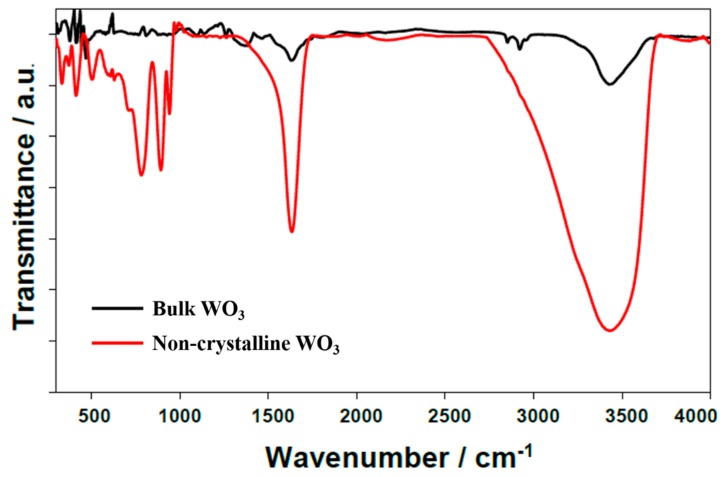 Transmittance / a.u.
Bulk WO₃
Non-crystalline WO₃
500 1000 1500 2000 2500 3000 3500 4000
Wavenumber / cm⁻¹